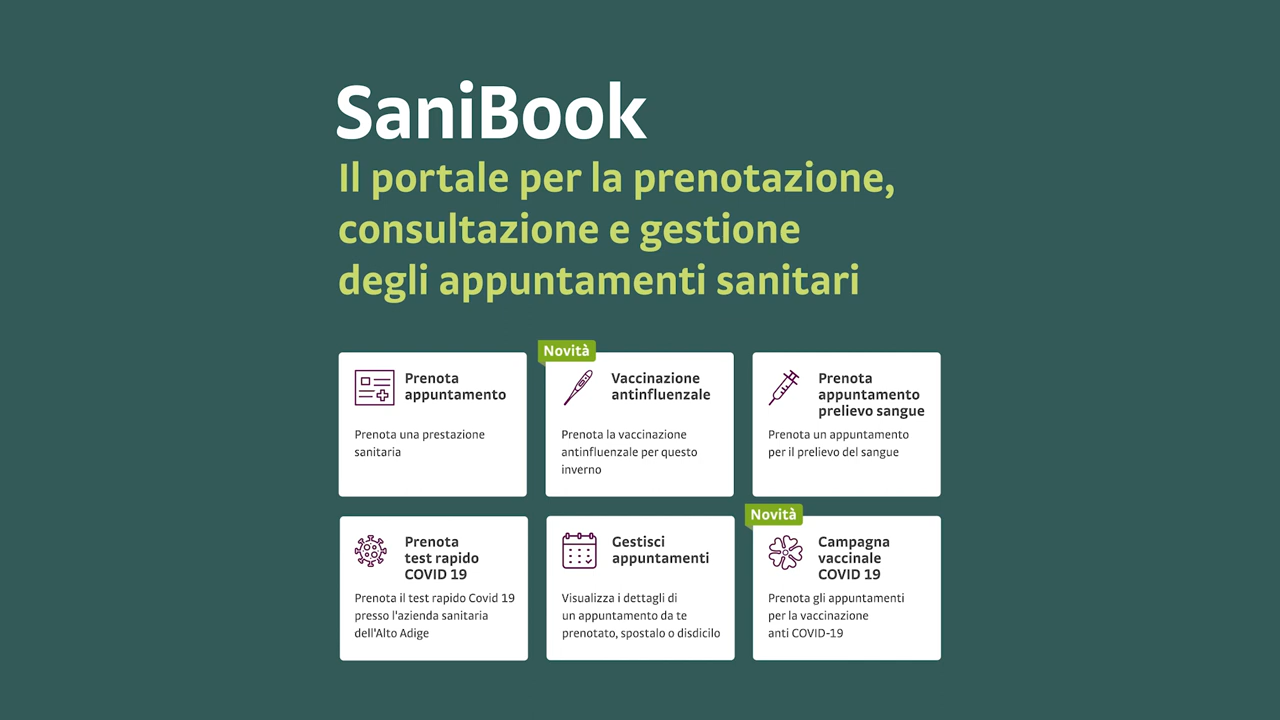 SaniBook
Il portale per la prenotazione,
consultazione e gestione
degli appuntamenti sanitari
Prenota
appuntamento
Prenota una prestazione
sanitaria
Novità
Vaccinazione
antinfluenzale
Prenota la vaccinazione
antinfluenzale per questo
inverno
Prenota
appuntamento
prelievo sangue
Prenota un appuntamento
per il prelievo del sangue
Prenota
test rapido
COVID 19
Prenota il test rapido Covid 19
presso l'azienda sanitaria
dell'Alto Adige
Gestisci
appuntamenti
Visualizza i dettagli di
un appuntamento da te
prenotato, spostalo o disdicilo
Novità
Campagna
vaccinale
COVID 19
Prenota gli appuntamenti
per la vaccinazione
anti COVID-19